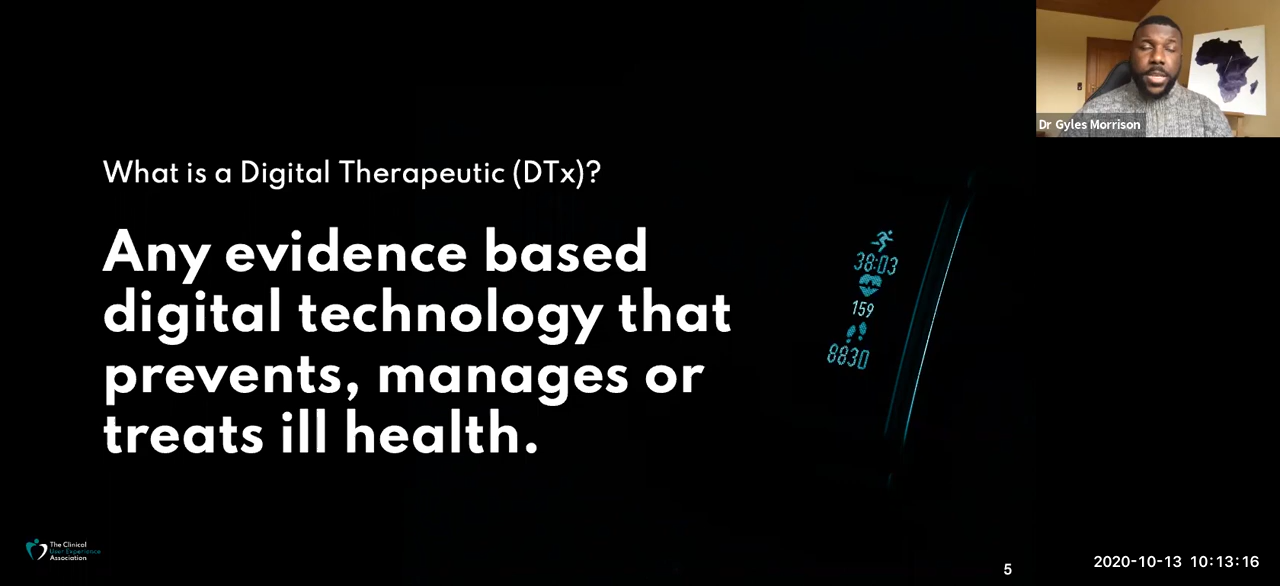 Dr Gyles Morrison
What is a Digital Therapeutic (DTx)?
Any evidence based
digital technology that
prevents, manages or
treats ill health.
38:03
159
8830
The Clinical
User Experience
Association
5
2020-10-13 10:13:16